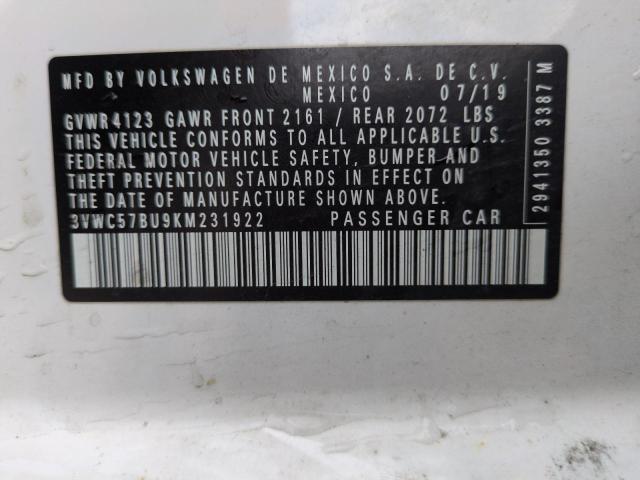 MFD BY VOLKSWAGEN DE MEXICO S.A. DE C.V.
MEXICO 07/19
GVWR 4123 GAWR FRONT 2161 / REAR 2072 LBS
THIS VEHICLE CONFORMS TO ALL APPLICABLE U.S.
FEDERAL MOTOR VEHICLE SAFETY, BUMPER AND
THEFT PREVENTION STANDARDS IN EFFECT ON
THE DATE OF MANUFACTURE SHOWN ABOVE.
3VWC57BU9KM231922 PASSENGER CAR
2941350 3387 M